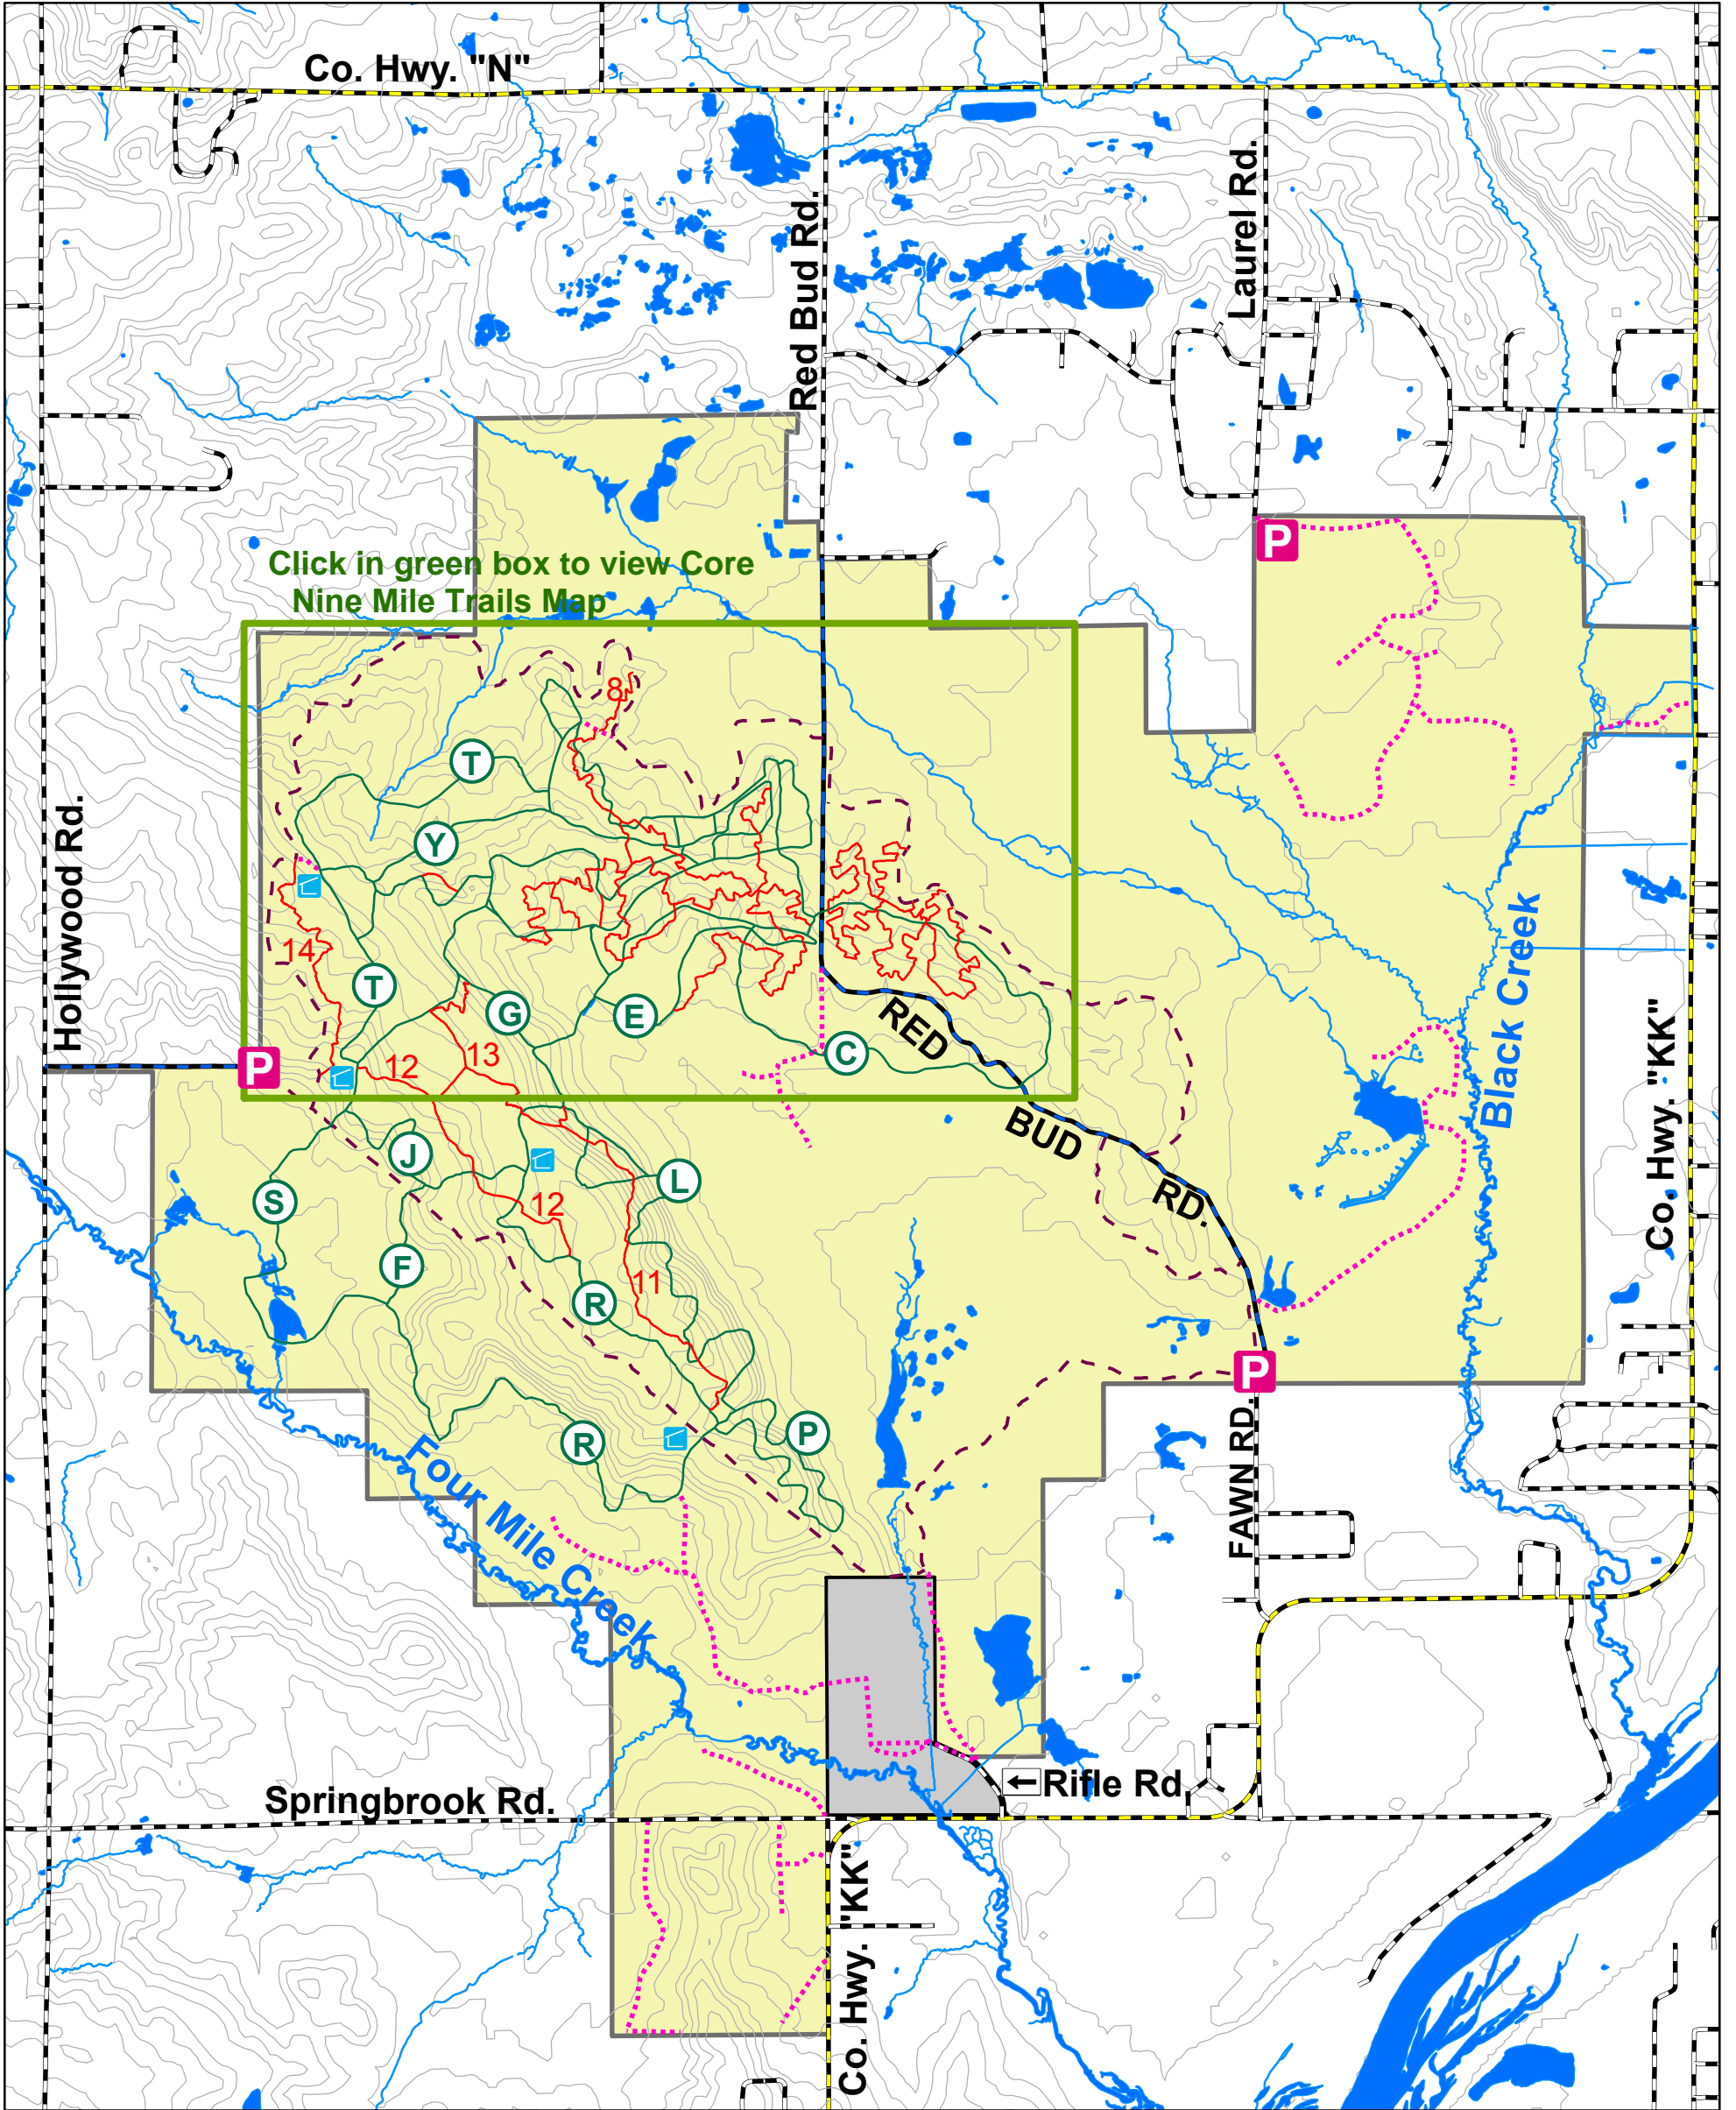 Co. Hwy. "N"
Red Bud Rd.
Laurel Rd.
Click in green box to view Core
Nine Mile Trails Map
P
8
T
Y
Hollywood Rd.
14
T
G
E
RED
C
P
12
13
Black Creek
Co. Hwy. "KK"
BUD
J
L
S
12
RD.
F
11
R
P
R
P
Four Mile Creek
FAWN RD.
←Rifle Rd
Springbrook Rd.
Co. Hwy. "KK"